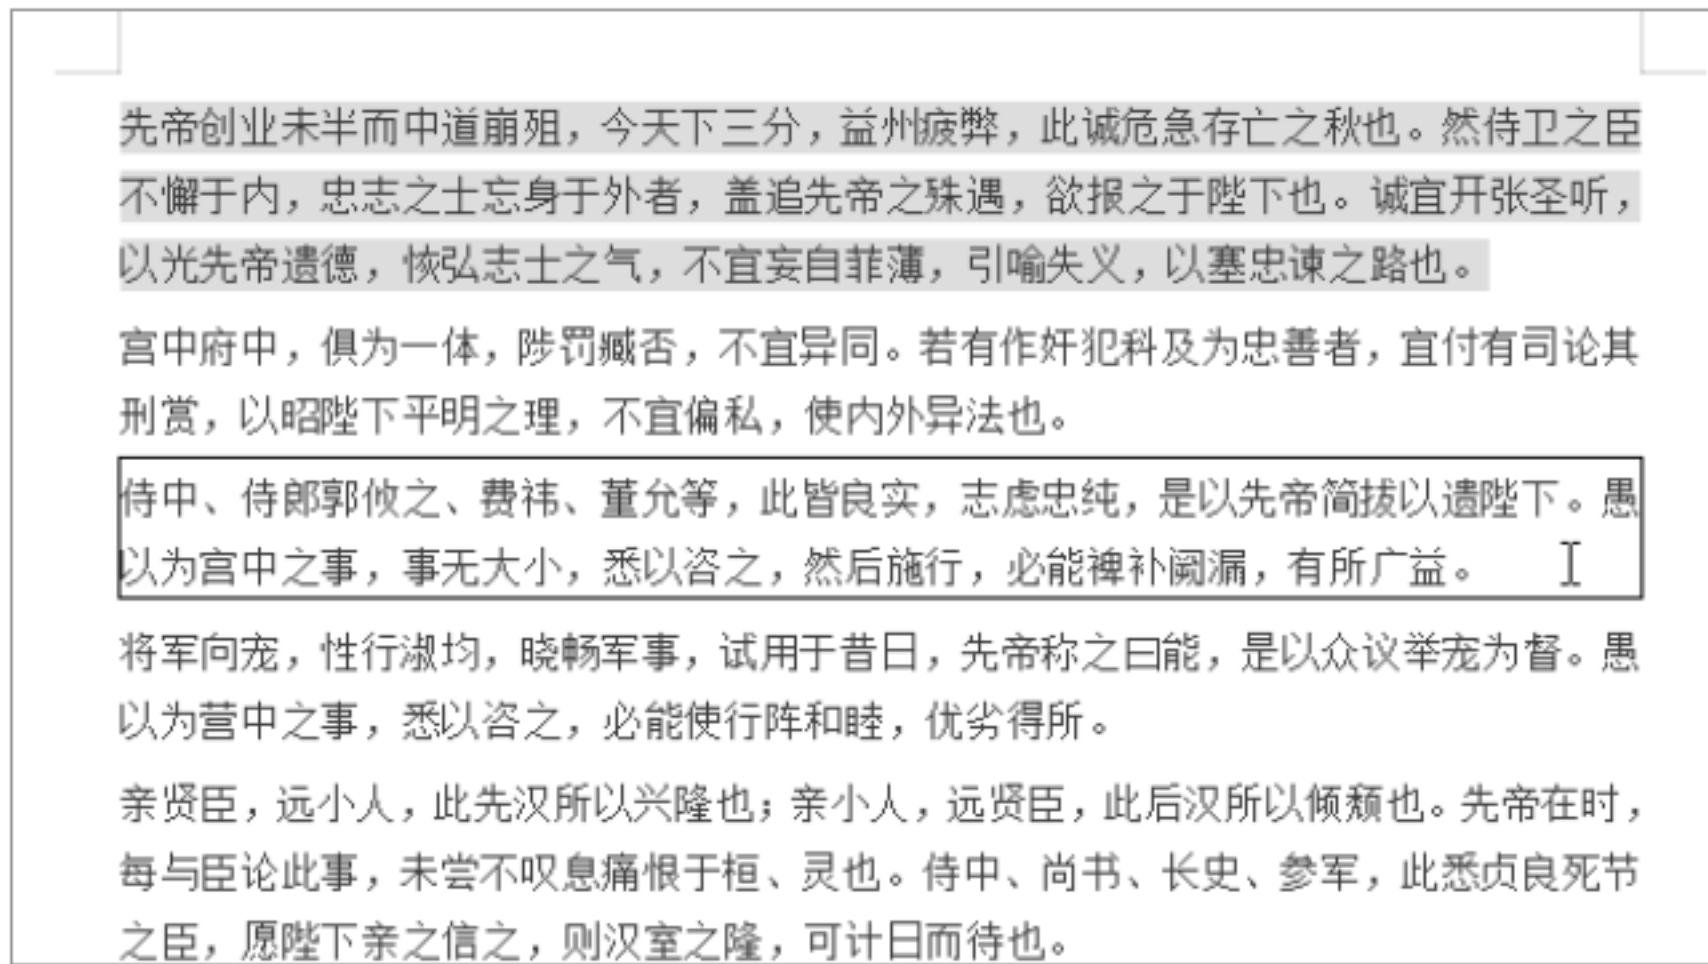 先帝创业未半而中道崩殂，今天下三分，益州疲弊，此诚危急存亡之秋也。然侍卫之臣
不懈于内，忠志之士忘身于外者，盖追先帝之殊遇，欲报之于陛下也。诚宜开张圣听，
以光先帝遗德，恢弘志士之气，不宜妄自菲薄，引喻失义，以塞忠谏之路也。
宫中府中，俱为一体，陟罚臧否，不宜异同。若有作奸犯科及为忠善者，宜付有司论其
刑赏，以昭陛下平明之理，不宜偏私，使内外异法也。
侍中、侍郎郭攸之、费祎、董允等，此皆良实，志虑忠纯，是以先帝简拔以遗陛下。愚
以为宫中之事，事无大小，悉以咨之，然后施行，必能裨补阙漏，有所广益。
将军向宠，性行淑均，晓畅军事，试用于昔日，先帝称之曰能，是以众议举宠为督。愚
以为营中之事，悉以咨之，必能使行阵和睦，优劣得所。
亲贤臣，远小人，此先汉所以兴隆也；亲小人，远贤臣，此后汉所以倾颓也。先帝在时，
每与臣论此事，未尝不叹息痛恨于桓、灵也。侍中、尚书、长史、参军，此悉贞良死节
之臣，愿陛下亲之信之，则汉室之隆，可计日而待也。